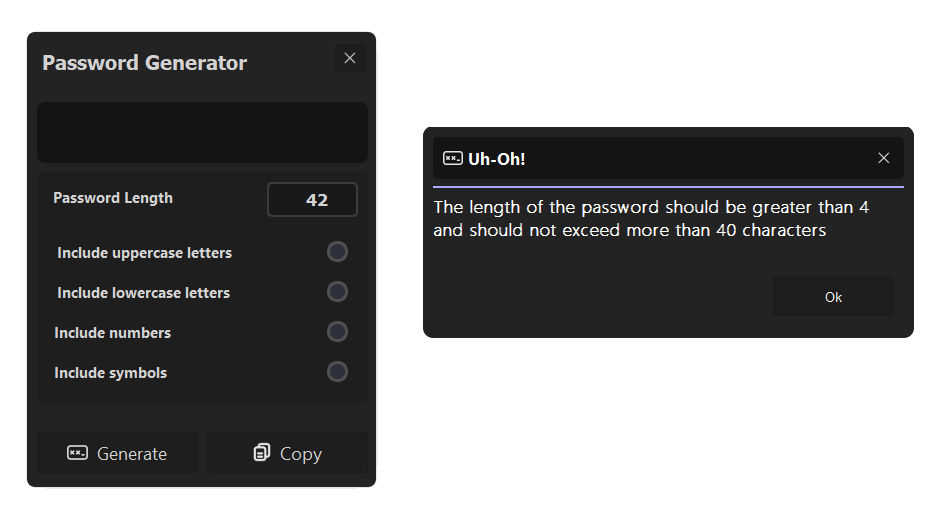 Password Generator
Password Length
42
Include uppercase letters
Include lowercase letters
Include numbers
Include symbols
Generate
Copy
Uh-Oh!
The length of the password should be greater than 4
and should not exceed more than 40 characters
Ok